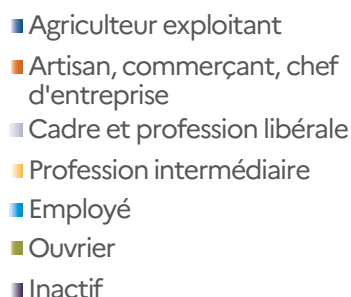 Agriculteur exploitant
Artisan, commerçant, chef
d'entreprise
Cadre et profession libérale
Profession intermédiaire
Employé
Ouvrier
Inactif